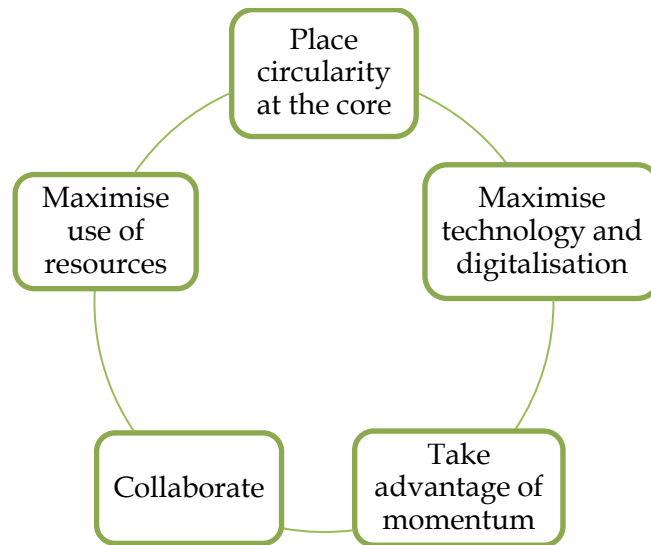 Place
circularity
at the core
Maximise
technology and
digitalisation
Take
advantage of
momentum
Collaborate
Maximise
use of
resources